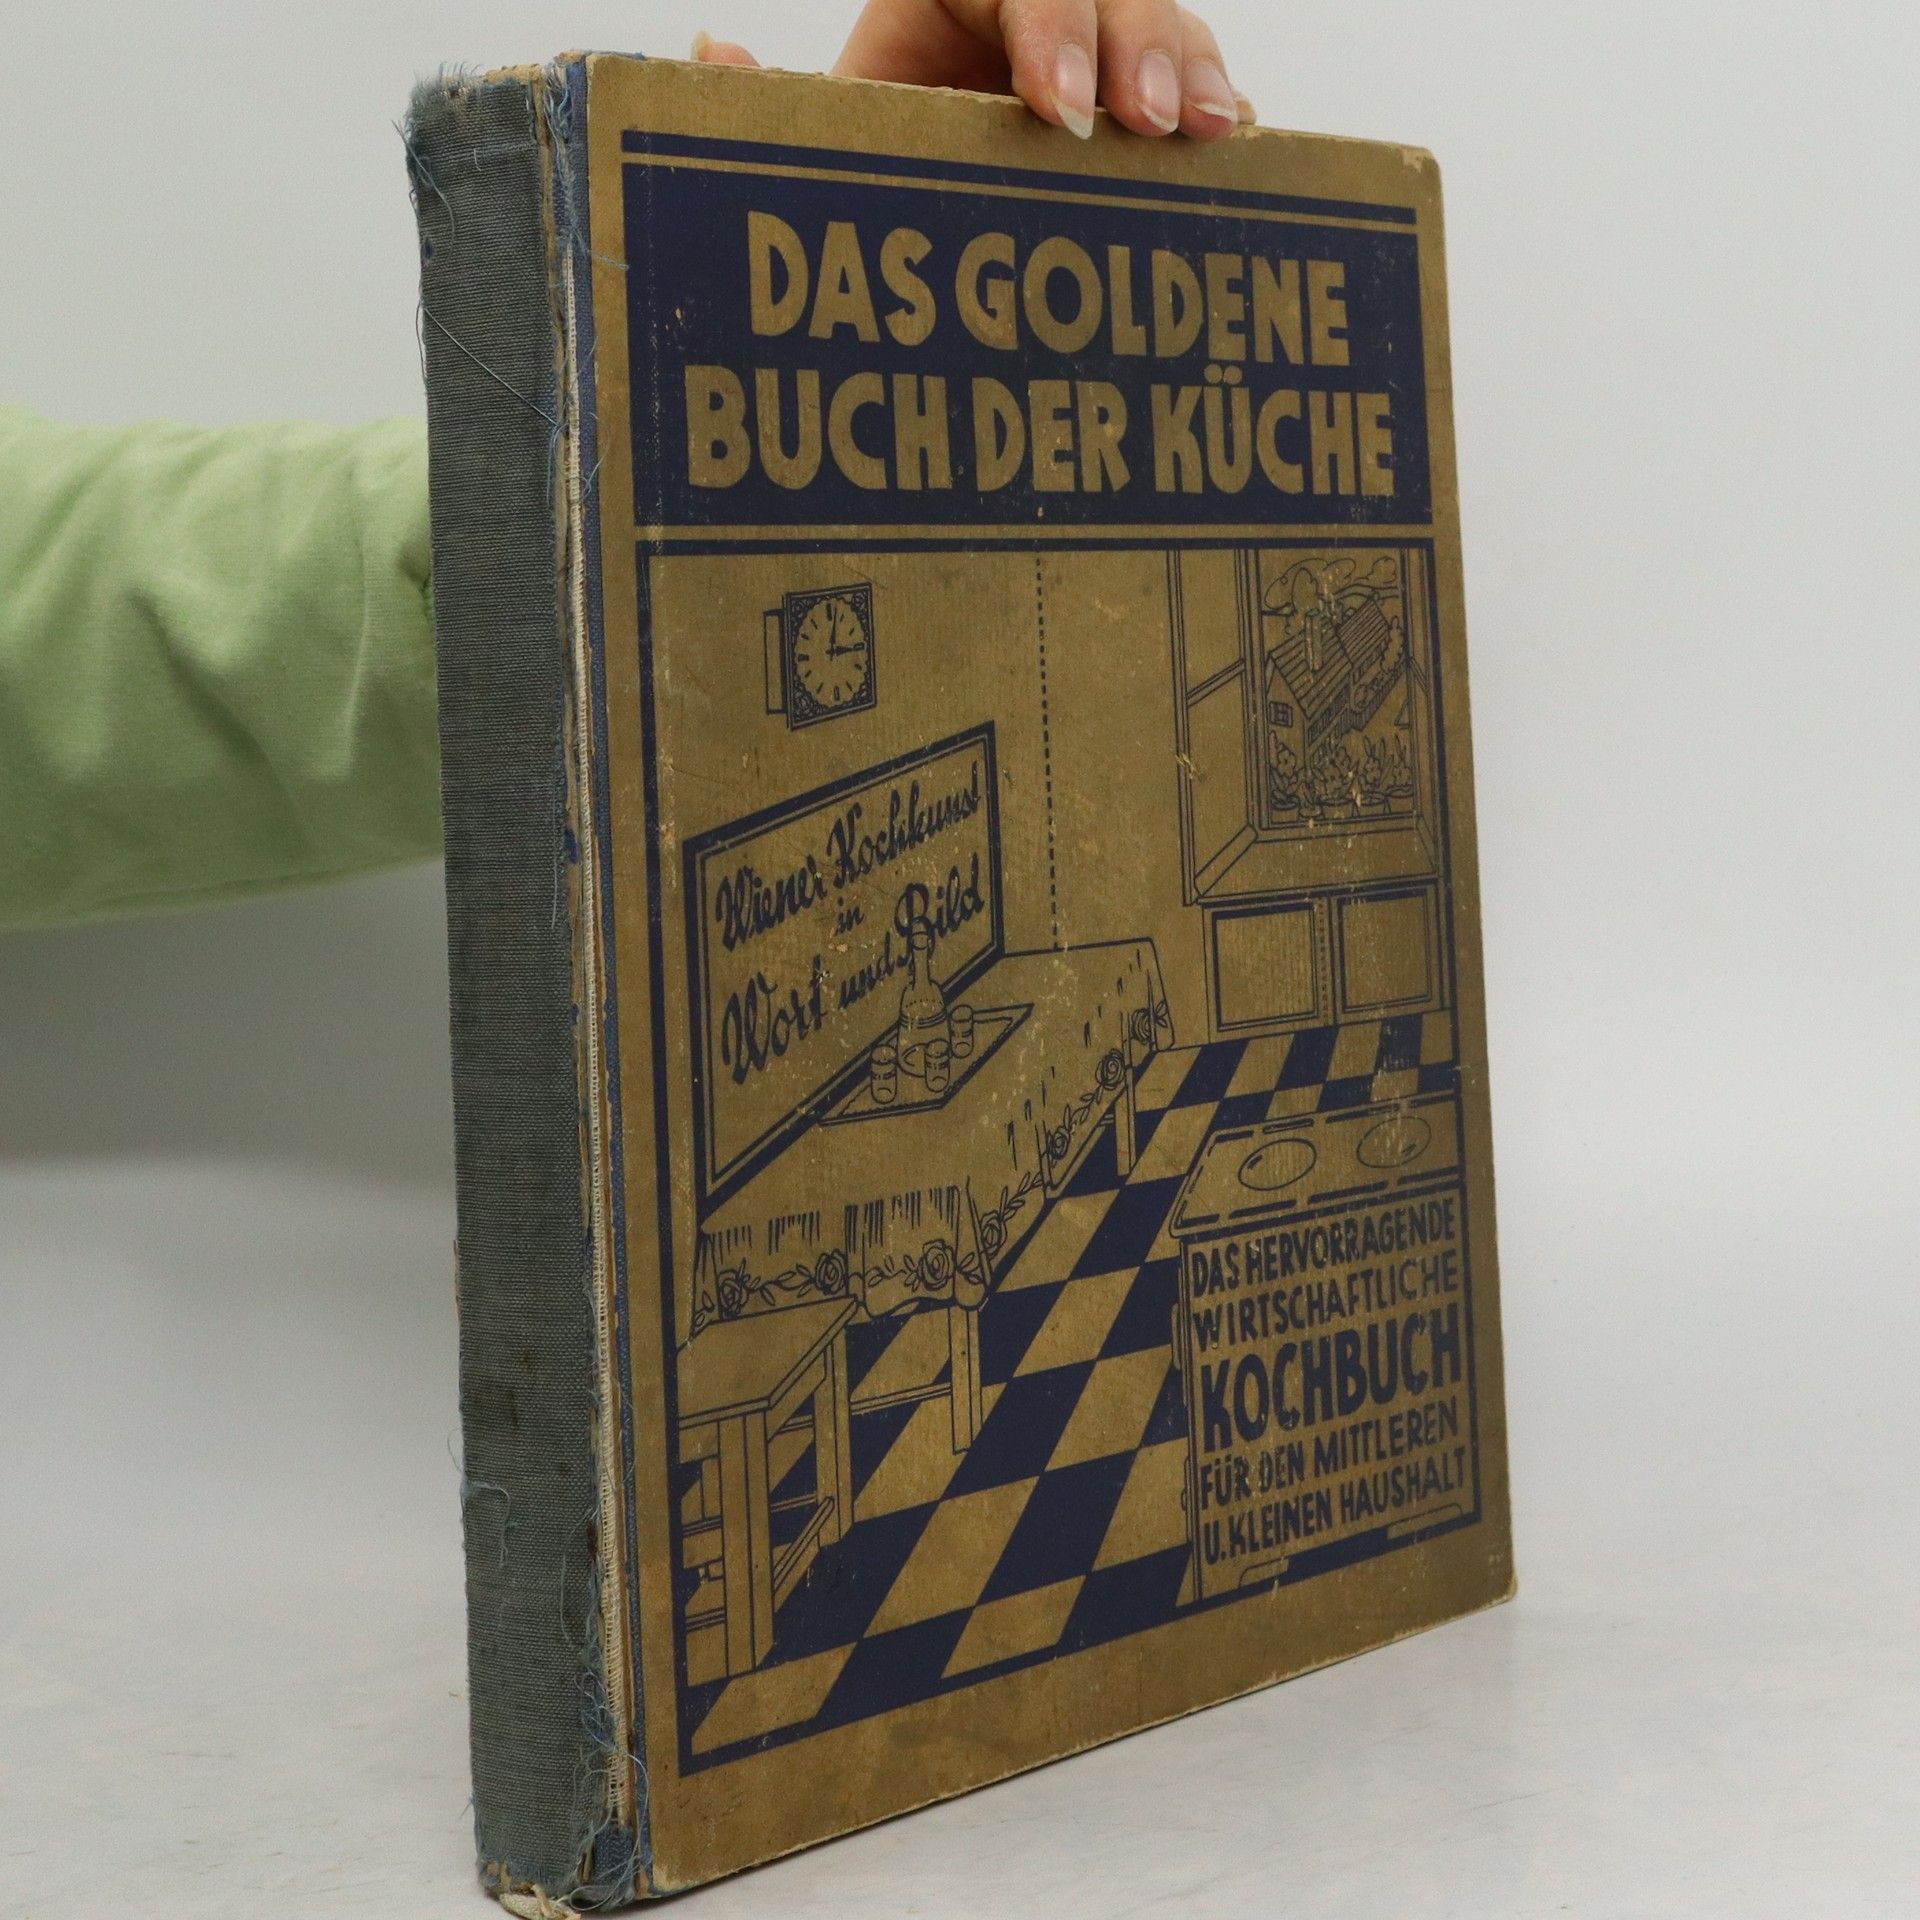 DAS GOLDENE
BUCH DER KÜCHE
Wiener Kochkunst
in
Wort und Bild
DAS HERVORRAGENDE
WIRTSCHAFTLICHE
KOCHBUCH
FÜR DEN MITTLEREN
U. KLEINEN HAUSHALT